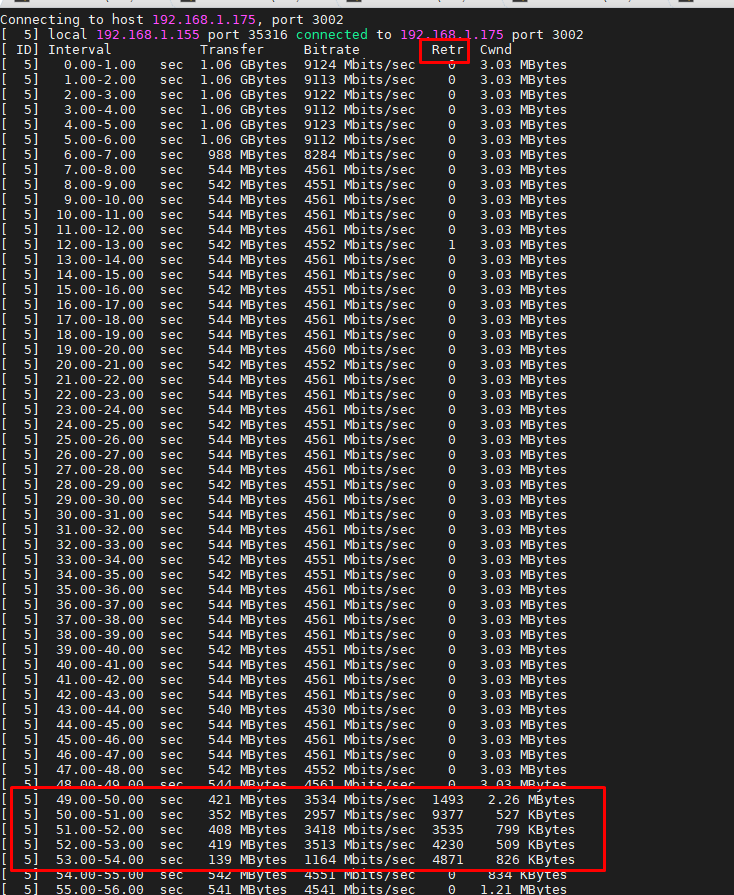 Connecting to host 192.168.1.175, port 3002
[  5] local 192.168.1.155 port 35316 connected to 192.168.1.175 port 3002
[ ID] Interval           Transfer     Bitrate         Retr  Cwnd
[  5]   0.00-1.00   sec  1.06 GBytes  9124 Mbits/sec    0   3.03 MBytes
[  5]   1.00-2.00   sec  1.06 GBytes  9113 Mbits/sec    0   3.03 MBytes
[  5]   2.00-3.00   sec  1.06 GBytes  9122 Mbits/sec    0   3.03 MBytes
[  5]   3.00-4.00   sec  1.06 GBytes  9112 Mbits/sec    0   3.03 MBytes
[  5]   4.00-5.00   sec  1.06 GBytes  9123 Mbits/sec    0   3.03 MBytes
[  5]   5.00-6.00   sec  1.06 GBytes  9112 Mbits/sec    0   3.03 MBytes
[  5]   6.00-7.00   sec   988 MBytes  8284 Mbits/sec    0   3.03 MBytes
[  5]   7.00-8.00   sec   544 MBytes  4561 Mbits/sec    0   3.03 MBytes
[  5]   8.00-9.00   sec   542 MBytes  4551 Mbits/sec    0   3.03 MBytes
[  5]   9.00-10.00  sec   544 MBytes  4561 Mbits/sec    0   3.03 MBytes
[  5]  10.00-11.00  sec   544 MBytes  4561 Mbits/sec    0   3.03 MBytes
[  5]  11.00-12.00  sec   544 MBytes  4561 Mbits/sec    0   3.03 MBytes
[  5]  12.00-13.00  sec   542 MBytes  4552 Mbits/sec    1   3.03 MBytes
[  5]  13.00-14.00  sec   544 MBytes  4561 Mbits/sec    0   3.03 MBytes
[  5]  14.00-15.00  sec   544 MBytes  4561 Mbits/sec    0   3.03 MBytes
[  5]  15.00-16.00  sec   542 MBytes  4551 Mbits/sec    0   3.03 MBytes
[  5]  16.00-17.00  sec   544 MBytes  4561 Mbits/sec    0   3.03 MBytes
[  5]  17.00-18.00  sec   544 MBytes  4561 Mbits/sec    0   3.03 MBytes
[  5]  18.00-19.00  sec   544 MBytes  4561 Mbits/sec    0   3.03 MBytes
[  5]  19.00-20.00  sec   544 MBytes  4560 Mbits/sec    0   3.03 MBytes
[  5]  20.00-21.00  sec   542 MBytes  4552 Mbits/sec    0   3.03 MBytes
[  5]  21.00-22.00  sec   544 MBytes  4561 Mbits/sec    0   3.03 MBytes
[  5]  22.00-23.00  sec   544 MBytes  4561 Mbits/sec    0   3.03 MBytes
[  5]  23.00-24.00  sec   544 MBytes  4561 Mbits/sec    0   3.03 MBytes
[  5]  24.00-25.00  sec   542 MBytes  4551 Mbits/sec    0   3.03 MBytes
[  5]  25.00-26.00  sec   544 MBytes  4561 Mbits/sec    0   3.03 MBytes
[  5]  26.00-27.00  sec   544 MBytes  4561 Mbits/sec    0   3.03 MBytes
[  5]  27.00-28.00  sec   544 MBytes  4561 Mbits/sec    0   3.03 MBytes
[  5]  28.00-29.00  sec   542 MBytes  4551 Mbits/sec    0   3.03 MBytes
[  5]  29.00-30.00  sec   544 MBytes  4561 Mbits/sec    0   3.03 MBytes
[  5]  30.00-31.00  sec   544 MBytes  4561 Mbits/sec    0   3.03 MBytes
[  5]  31.00-32.00  sec   544 MBytes  4561 Mbits/sec    0   3.03 MBytes
[  5]  32.00-33.00  sec   544 MBytes  4561 Mbits/sec    0   3.03 MBytes
[  5]  33.00-34.00  sec   542 MBytes  4551 Mbits/sec    0   3.03 MBytes
[  5]  34.00-35.00  sec   542 MBytes  4551 Mbits/sec    0   3.03 MBytes
[  5]  35.00-36.00  sec   544 MBytes  4561 Mbits/sec    0   3.03 MBytes
[  5]  36.00-37.00  sec   544 MBytes  4561 Mbits/sec    0   3.03 MBytes
[  5]  37.00-38.00  sec   544 MBytes  4561 Mbits/sec    0   3.03 MBytes
[  5]  38.00-39.00  sec   544 MBytes  4561 Mbits/sec    0   3.03 MBytes
[  5]  39.00-40.00  sec   542 MBytes  4551 Mbits/sec    0   3.03 MBytes
[  5]  40.00-41.00  sec   544 MBytes  4561 Mbits/sec    0   3.03 MBytes
[  5]  41.00-42.00  sec   544 MBytes  4561 Mbits/sec    0   3.03 MBytes
[  5]  42.00-43.00  sec   544 MBytes  4561 Mbits/sec    0   3.03 MBytes
[  5]  43.00-44.00  sec   540 MBytes  4530 Mbits/sec    0   3.03 MBytes
[  5]  44.00-45.00  sec   544 MBytes  4561 Mbits/sec    0   3.03 MBytes
[  5]  45.00-46.00  sec   544 MBytes  4561 Mbits/sec    0   3.03 MBytes
[  5]  46.00-47.00  sec   544 MBytes  4561 Mbits/sec    0   3.03 MBytes
[  5]  47.00-48.00  sec   542 MBytes  4552 Mbits/sec    0   3.03 MBytes
[  5]  48.00-49.00  sec   544 MBytes  4561 Mbits/sec    0   3.03 MBytes
[  5]  49.00-50.00  sec   421 MBytes  3534 Mbits/sec  1493   2.26 MBytes
[  5]  50.00-51.00  sec   352 MBytes  2957 Mbits/sec  9377    527 KBytes
[  5]  51.00-52.00  sec   408 MBytes  3418 Mbits/sec  3535    799 KBytes
[  5]  52.00-53.00  sec   419 MBytes  3513 Mbits/sec  4230    509 KBytes
[  5]  53.00-54.00  sec   139 MBytes  1164 Mbits/sec  4871    826 KBytes
[  5]  54.00-55.00  sec   542 MBytes  4551 Mbits/sec    0    834 KBytes
[  5]  55.00-56.00  sec   541 MBytes  4541 Mbits/sec    0   1.21 MBytes